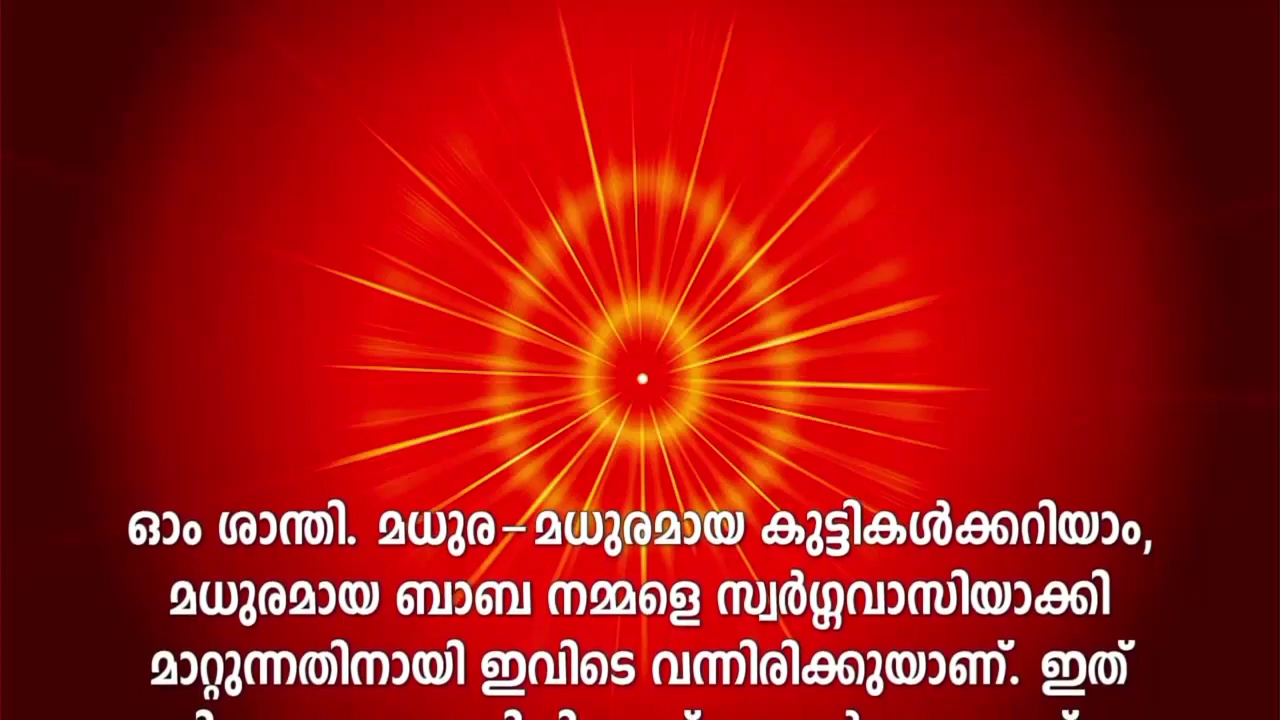 ഓം ശാന്തി. മധുര–മധുരമായ കുട്ടികൾക്കറിയാം,
മധുരമായ ബാബ നമ്മളെ സ്വർഗ്ഗവാസിയാക്കി
മാറ്റുന്നതിനായി ഇവിടെ വന്നിരിക്കുയാണ്. ഇത്